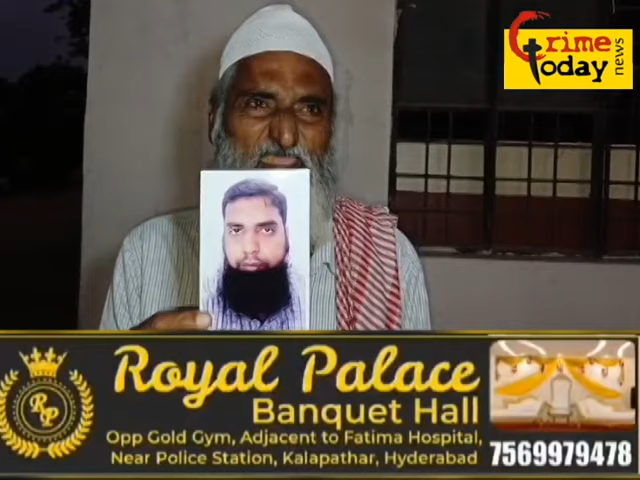 Crime
Today
news
RP
Royal Palace
Banquet Hall
Opp Gold Gym, Adjacent to Fatima Hospital,
Near Police Station, Kalapathar, Hyderabad
7569979478